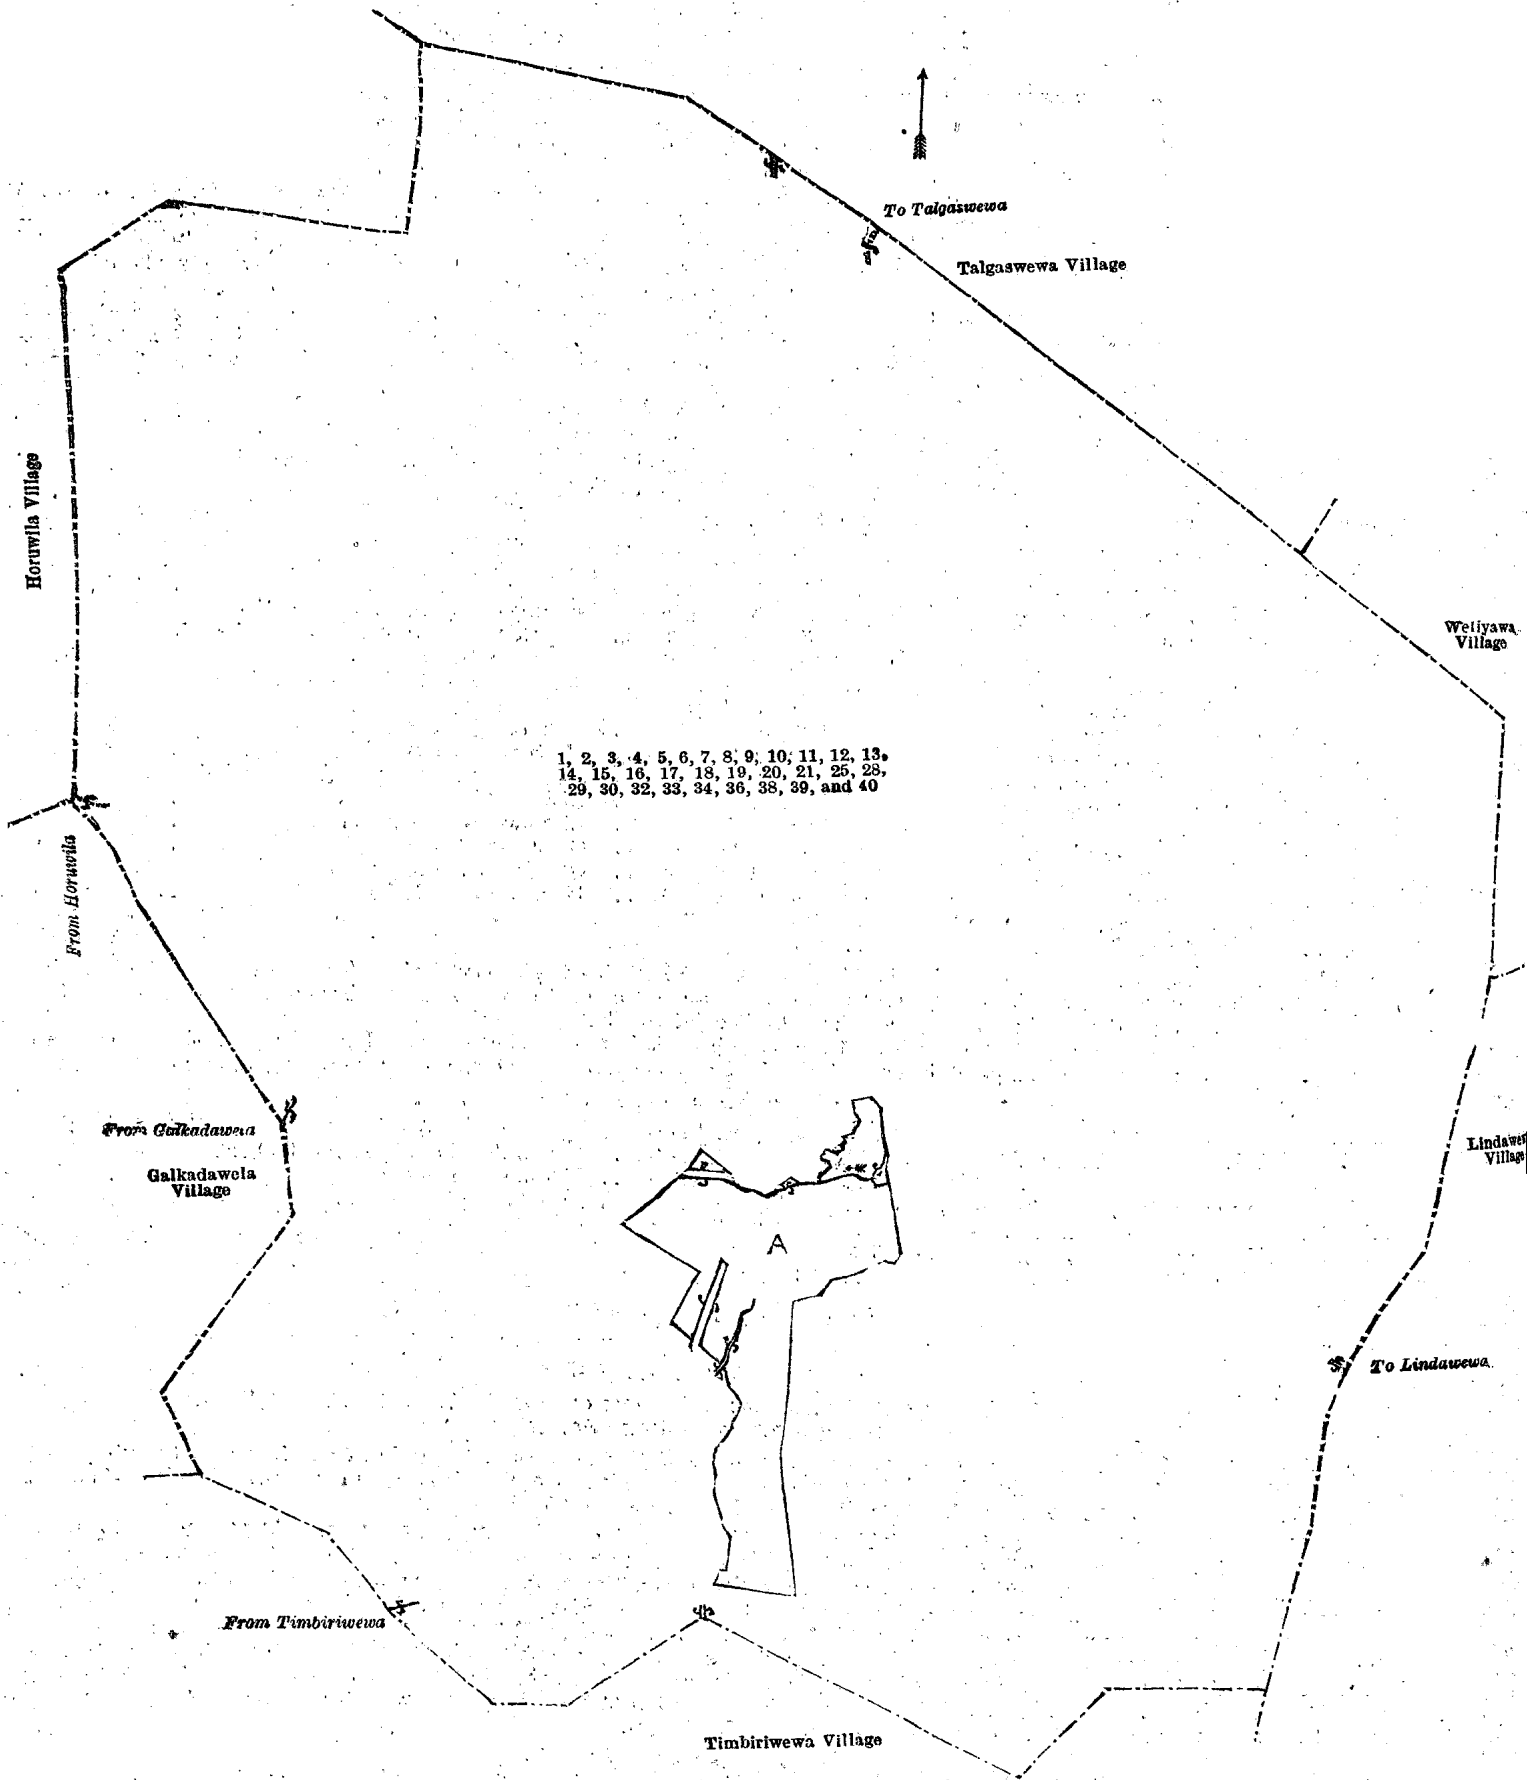 To Talgaswewa
Talgaswewa Village
Horuwila Village
Weliyawa
Village
1, 2, 3, 4, 5, 6, 7, 8, 9, 10, 11, 12, 13,
14, 15, 16, 17, 18, 19, 20, 21, 25, 28,
29, 30, 32, 33, 34, 36, 38, 39, and 40
From Horuwila
From Galkadawela
Galkadawela
Village
Village
A
To Lindawewa
From Timbiriwewa
Timbiriwewa Village